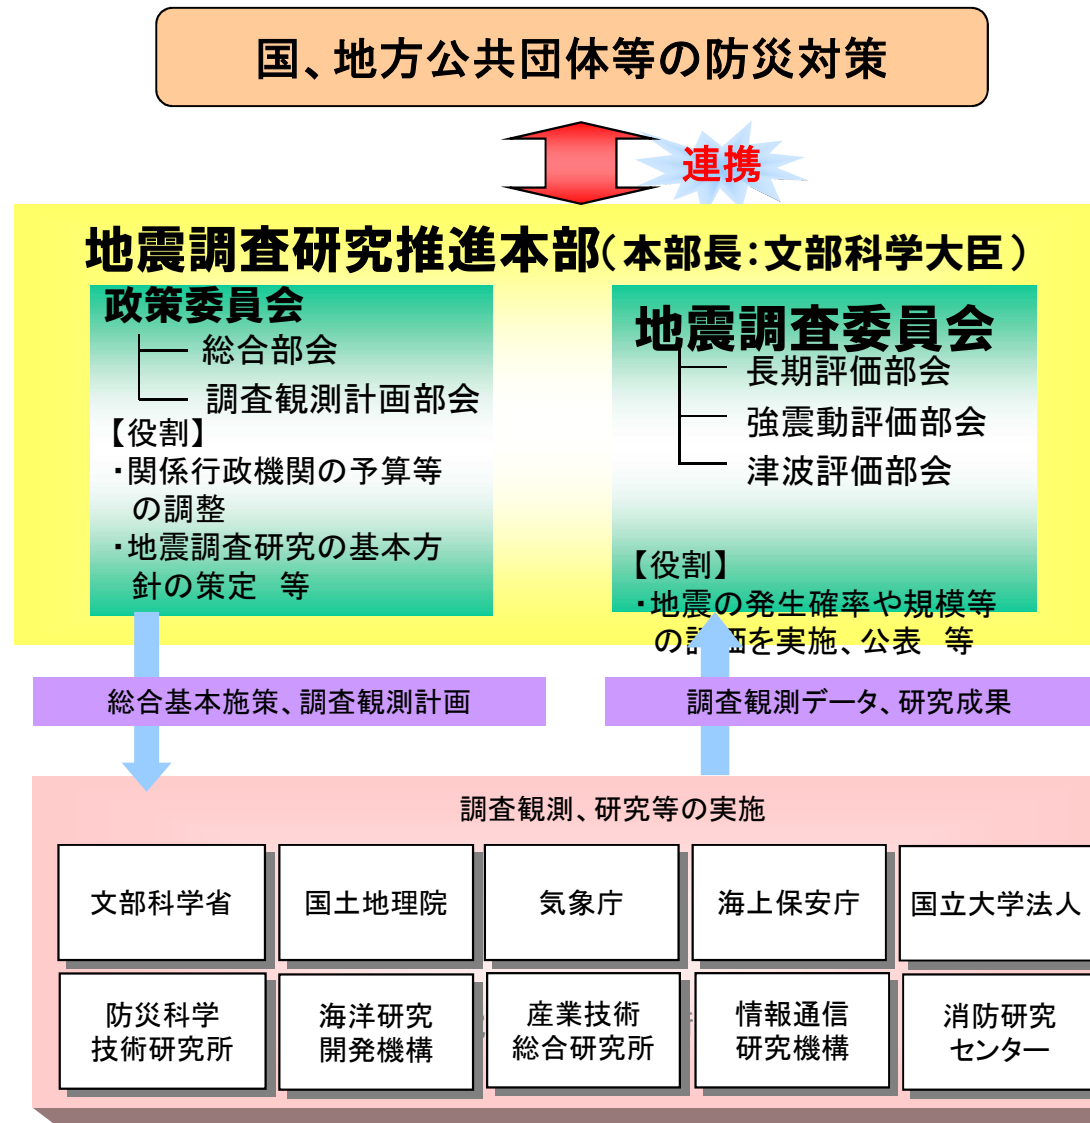 国、地方公共団体等の防災対策
連携
地震調査研究推進本部(本部長:文部科学大臣)
政策委員会
総合部会
調査観測計画部会
【役割】
・関係行政機関の予算等
の調整
・地震調査研究の基本方
針の策定 等
地震調査委員会
長期評価部会
強震動評価部会
津波評価部会
【役割】
・地震の発生確率や規模等
の評価を実施、公表 等
総合基本施策、調査観測計画
調査観測データ、研究成果
調査観測、研究等の実施
文部科学省
国土地理院
気象庁
海上保安庁
国立大学法人
防災科学
技術研究所
海洋研究
開発機構
産業技術
総合研究所
情報通信
研究機構
消防研究
センター